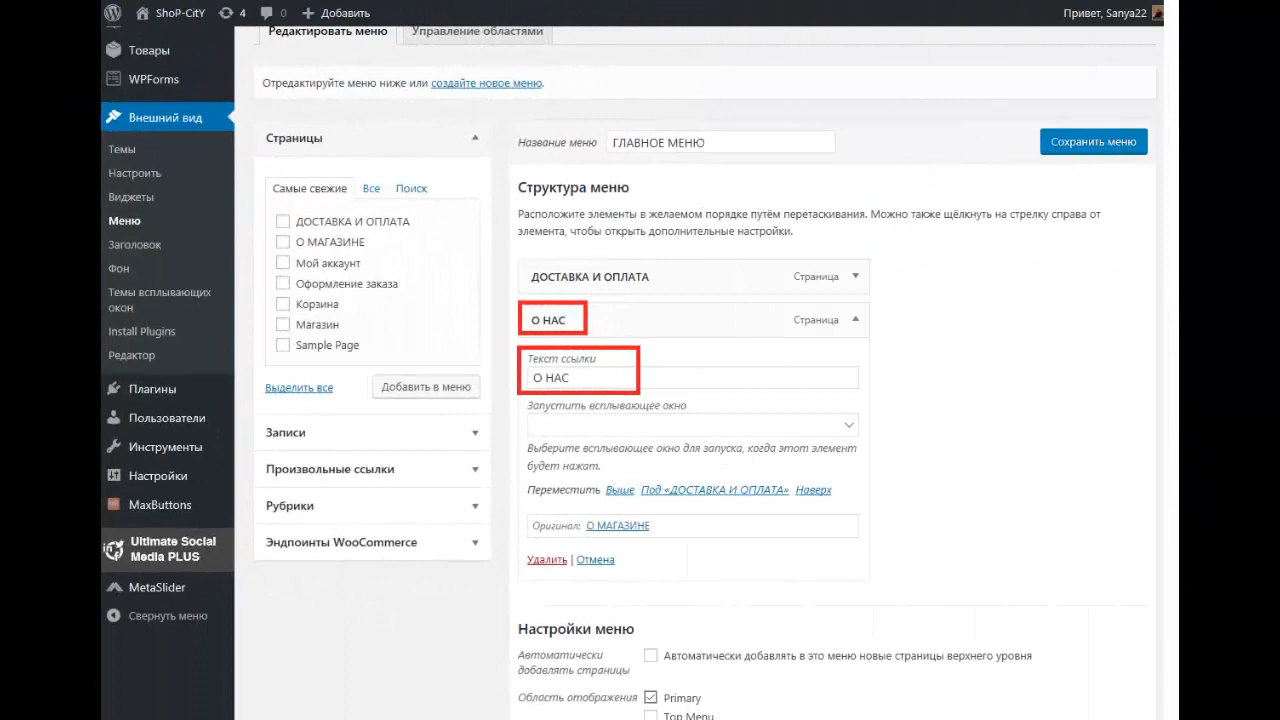 ShoP-CitY 4 0 Добавить Привет, Sanya22
Товары
WPForms
Внешний вид
Темы
Настроить
Виджеты
Меню
Заголовок
Фон
Темы всплывающих
окон
Install Plugins
Редактор
Плагины
Пользователи
Инструменты
Настройки
MaxButtons
Ultimate Social
Media PLUS
MetaSlider
Свернуть меню
Редактировать меню Управление областями
Отредактируйте меню ниже или создайте новое меню.
Страницы
Самые свежие Все Поиск
ДОСТАВКА И ОПЛАТА
О МАГАЗИНЕ
Мой аккаунт
Оформление заказа
Корзина
Магазин
Sample Page
Выделить все Добавить в меню
Записи
Произвольные ссылки
Рубрики
Эндпоинты WooCommerce
Название меню ГЛАВНОЕ МЕНЮ Сохранить меню
Структура меню
Расположите элементы в желаемом порядке путём перетаскивания. Можно также щёлкнуть на стрелку справа от
элемента, чтобы открыть дополнительные настройки.
ДОСТАВКА И ОПЛАТА Страница
О НАС Страница
Текст ссылки
О НАС
Запустить всплывающее окно
Выберите всплывающее окно для запуска, когда этот элемент
будет нажат.
Переместить Выше Под «ДОСТАВКА И ОПЛАТА» Наверх
Оригинал: О МАГАЗИНЕ
Удалить | Отмена
Настройки меню
Автоматически
добавлять страницы
Автоматически добавлять в это меню новые страницы верхнего уровня
Область отображения Primary
Top Menu